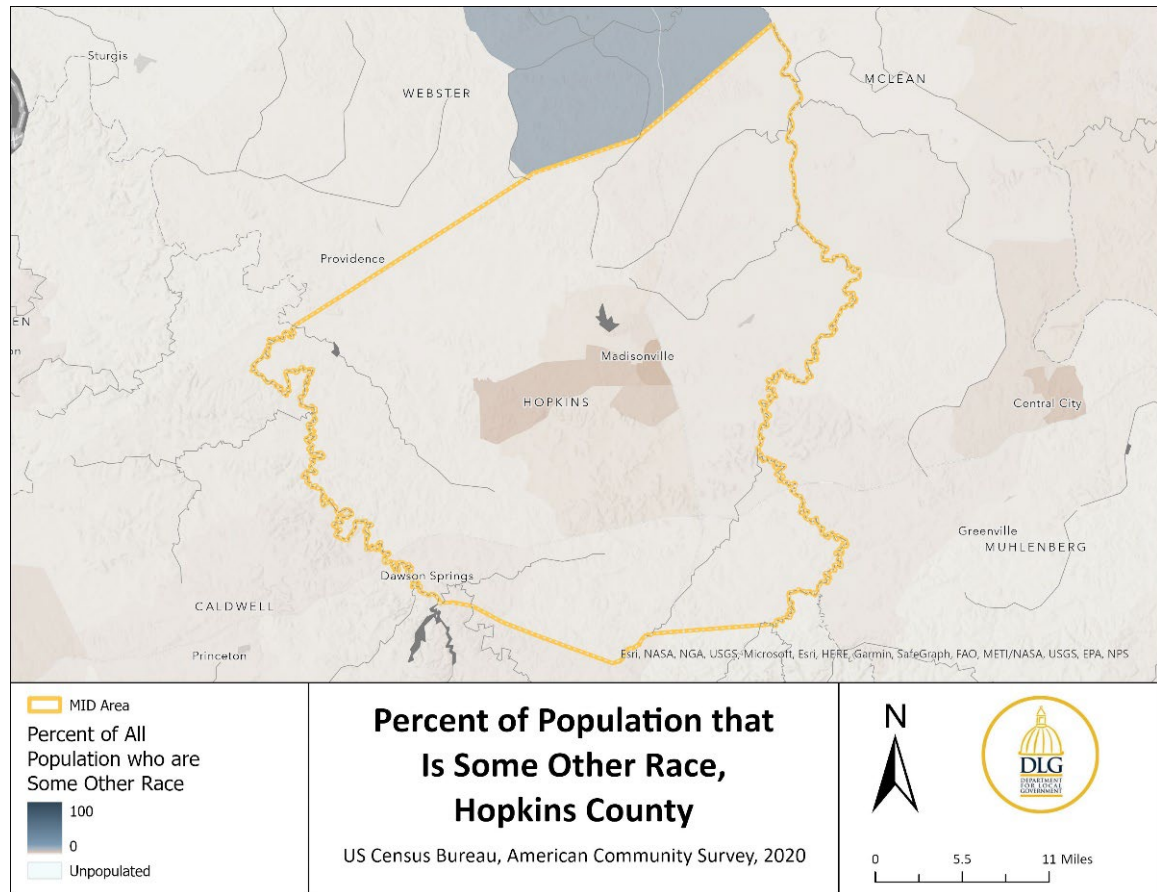 Sturgis
WEBSTER
MCLEAN
Providence
EN
on
Madisonville
HOPKINS
Central City
Greenville
MUHLENBERG
Dawson Springs
CALDWELL
Princeton
Esri, NASA, NGA, USGS, Microsoft, Esri, HERE, Garmin, SafeGraph, FAO, METI/NASA, USGS, EPA, NPS
MID Area
Percent of All
Population who are
Some Other Race
100
0
Unpopulated
Percent of Population that
Is Some Other Race,
Hopkins County
US Census Bureau, American Community Survey, 2020
N
DLG
DEPARTMENT
FOR LOCAL
GOVERNMENT
0 5.5 11 Miles